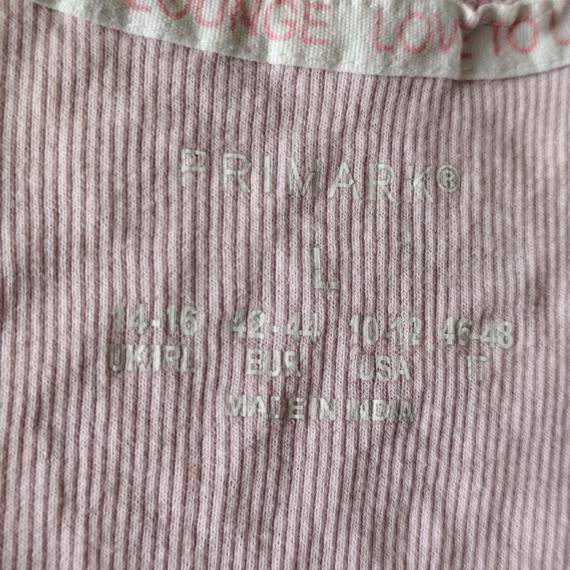 LOUNGE LOVE TO
PRIMARK®
L
14-16 42-44 10-12 46-48
UK/IRL EUR USA IT
MADE IN INDIA